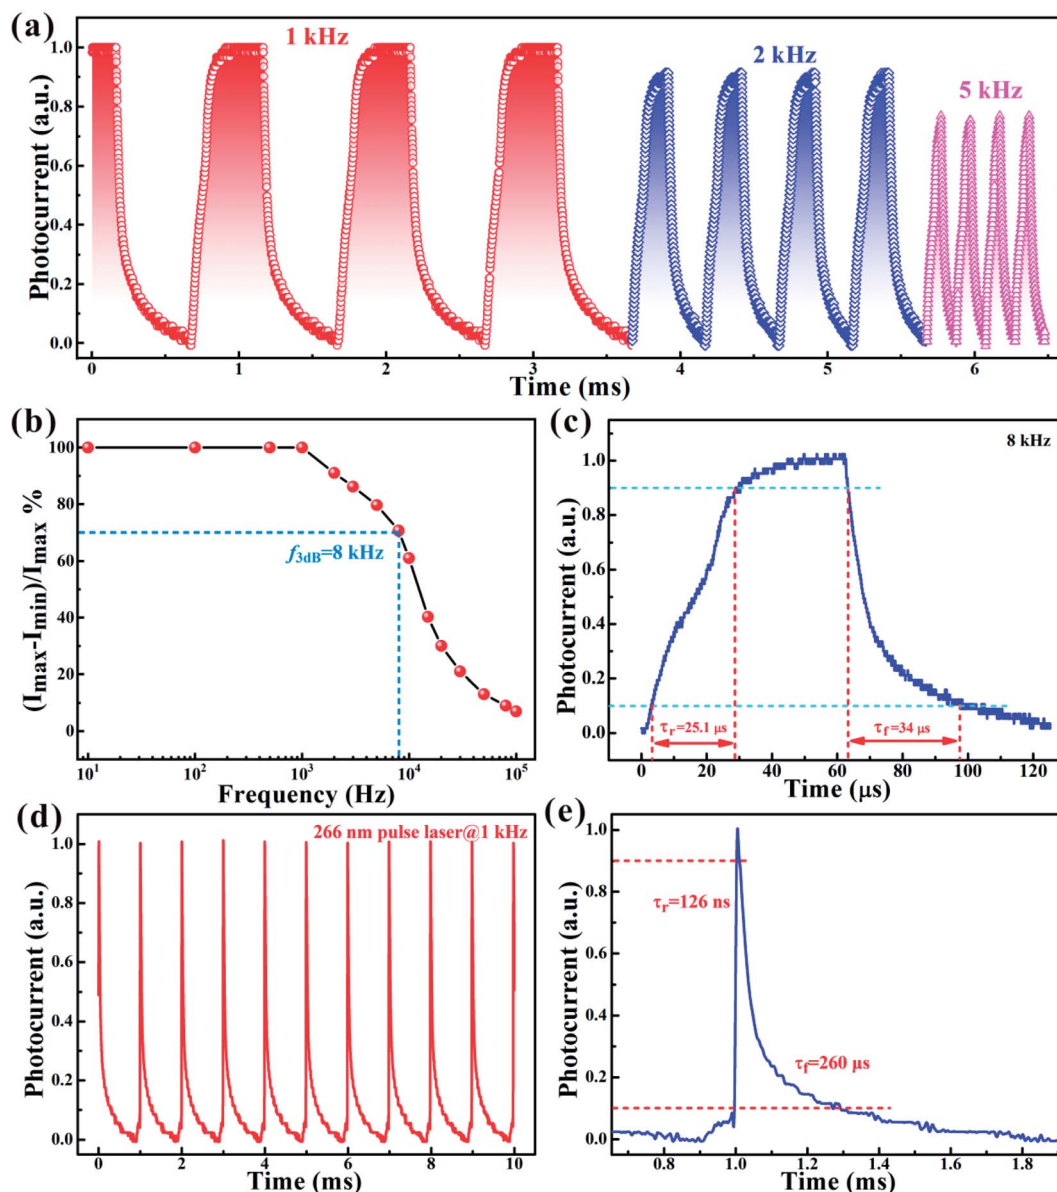 (a)
1 kHz
2 kHz
5 kHz
Photocurrent (a.u.)
1.0
0.8
0.6
0.4
0.2
0.0
0 1 2 3 4 5 6
Time (ms)
(b)
(Imax-Imin)/Imax %
100
80
60
40
20
0
f3dB=8 kHz
10¹ 10² 10³ 10⁴ 10⁵
Frequency (Hz)
(c)
8 kHz
Photocurrent (a.u.)
1.0
0.8
0.6
0.4
0.2
0.0
τr=25.1 μs
τf=34 μs
0 20 40 60 80 100 120
Time (μs)
(d)
266 nm pulse laser@1 kHz
Photocurrent (a.u.)
1.0
0.8
0.6
0.4
0.2
0.0
0 2 4 6 8 10
Time (ms)
(e)
Photocurrent (a.u.)
1.0
0.8
0.6
0.4
0.2
0.0
τr=126 ns
τf=260 μs
0.8 1.0 1.2 1.4 1.6 1.8
Time (ms)